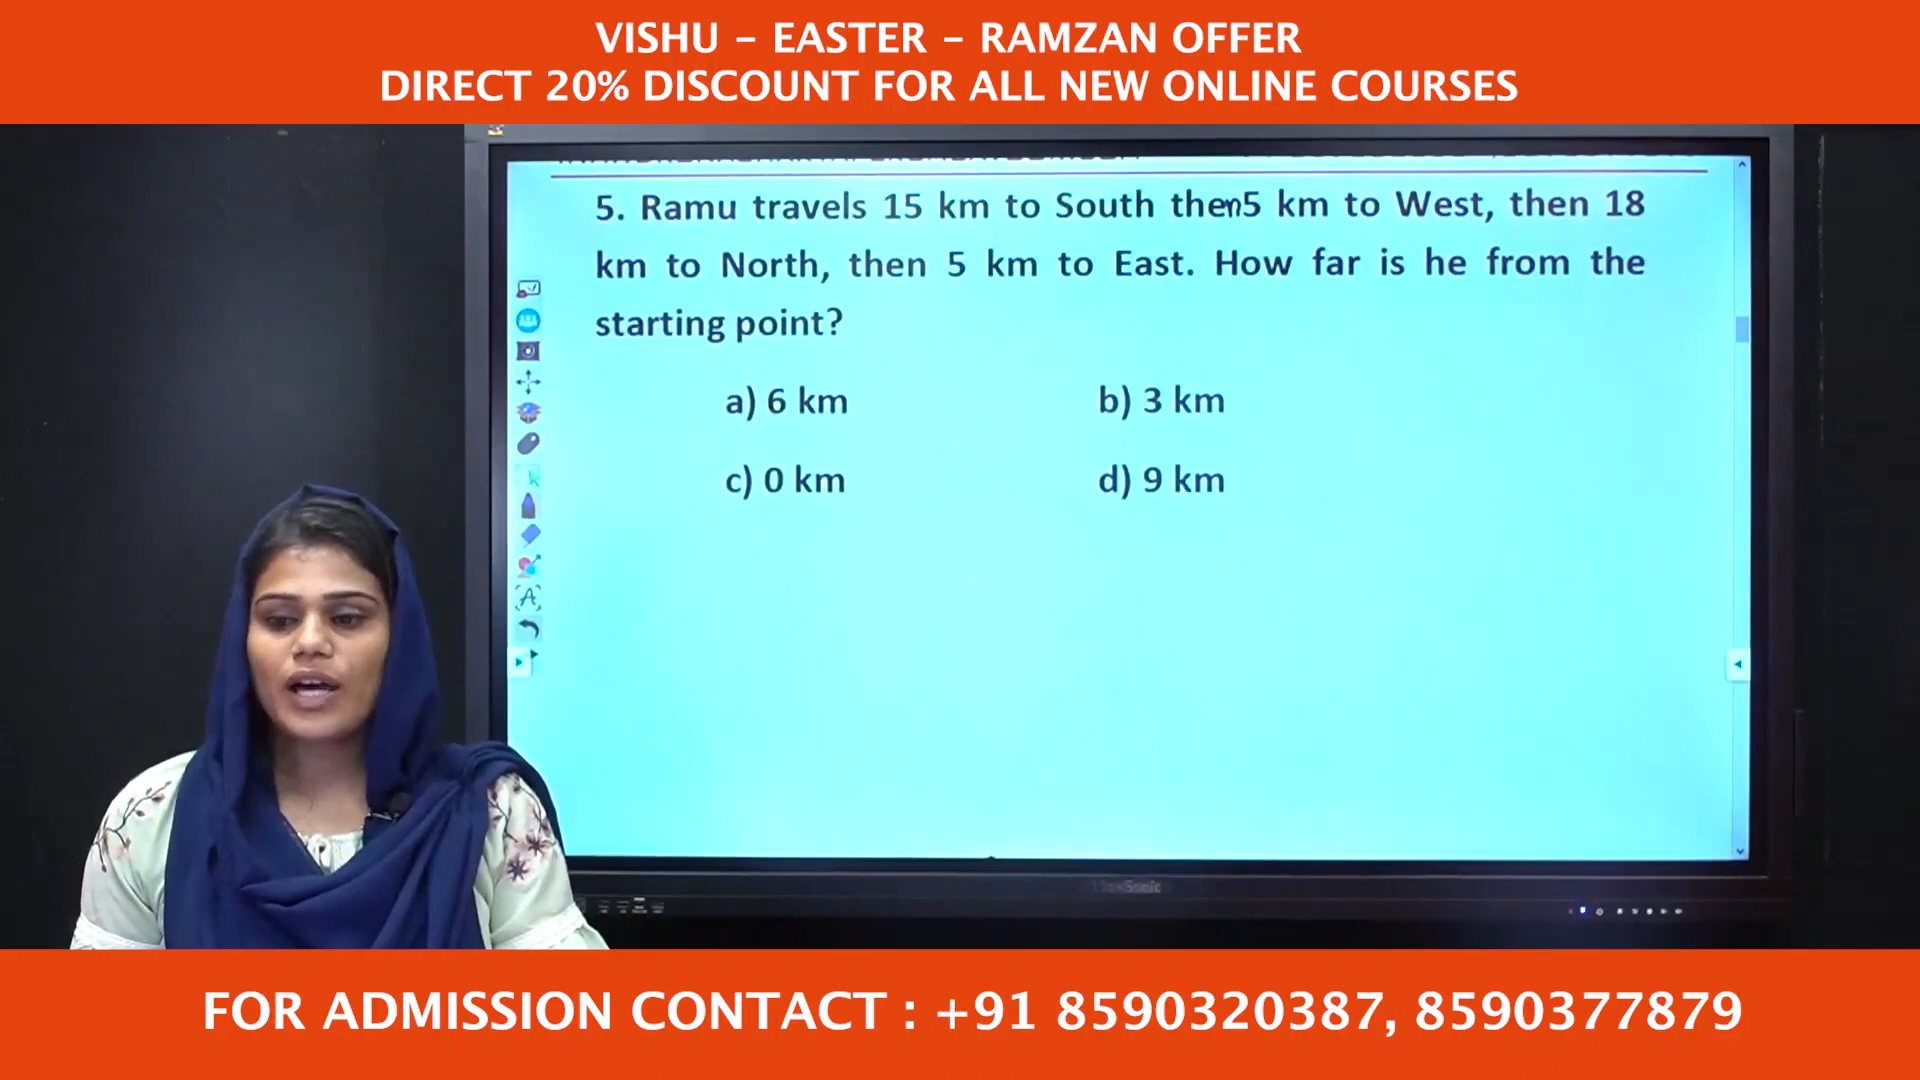 VISHU – EASTER – RAMZAN OFFER
DIRECT 20% DISCOUNT FOR ALL NEW ONLINE COURSES
5. Ramu travels 15 km to South then5 km to West, then 18
km to North, then 5 km to East. How far is he from the
starting point?
a) 6 km b) 3 km
c) 0 km d) 9 km
ViewSonic
FOR ADMISSION CONTACT : +91 8590320387, 8590377879